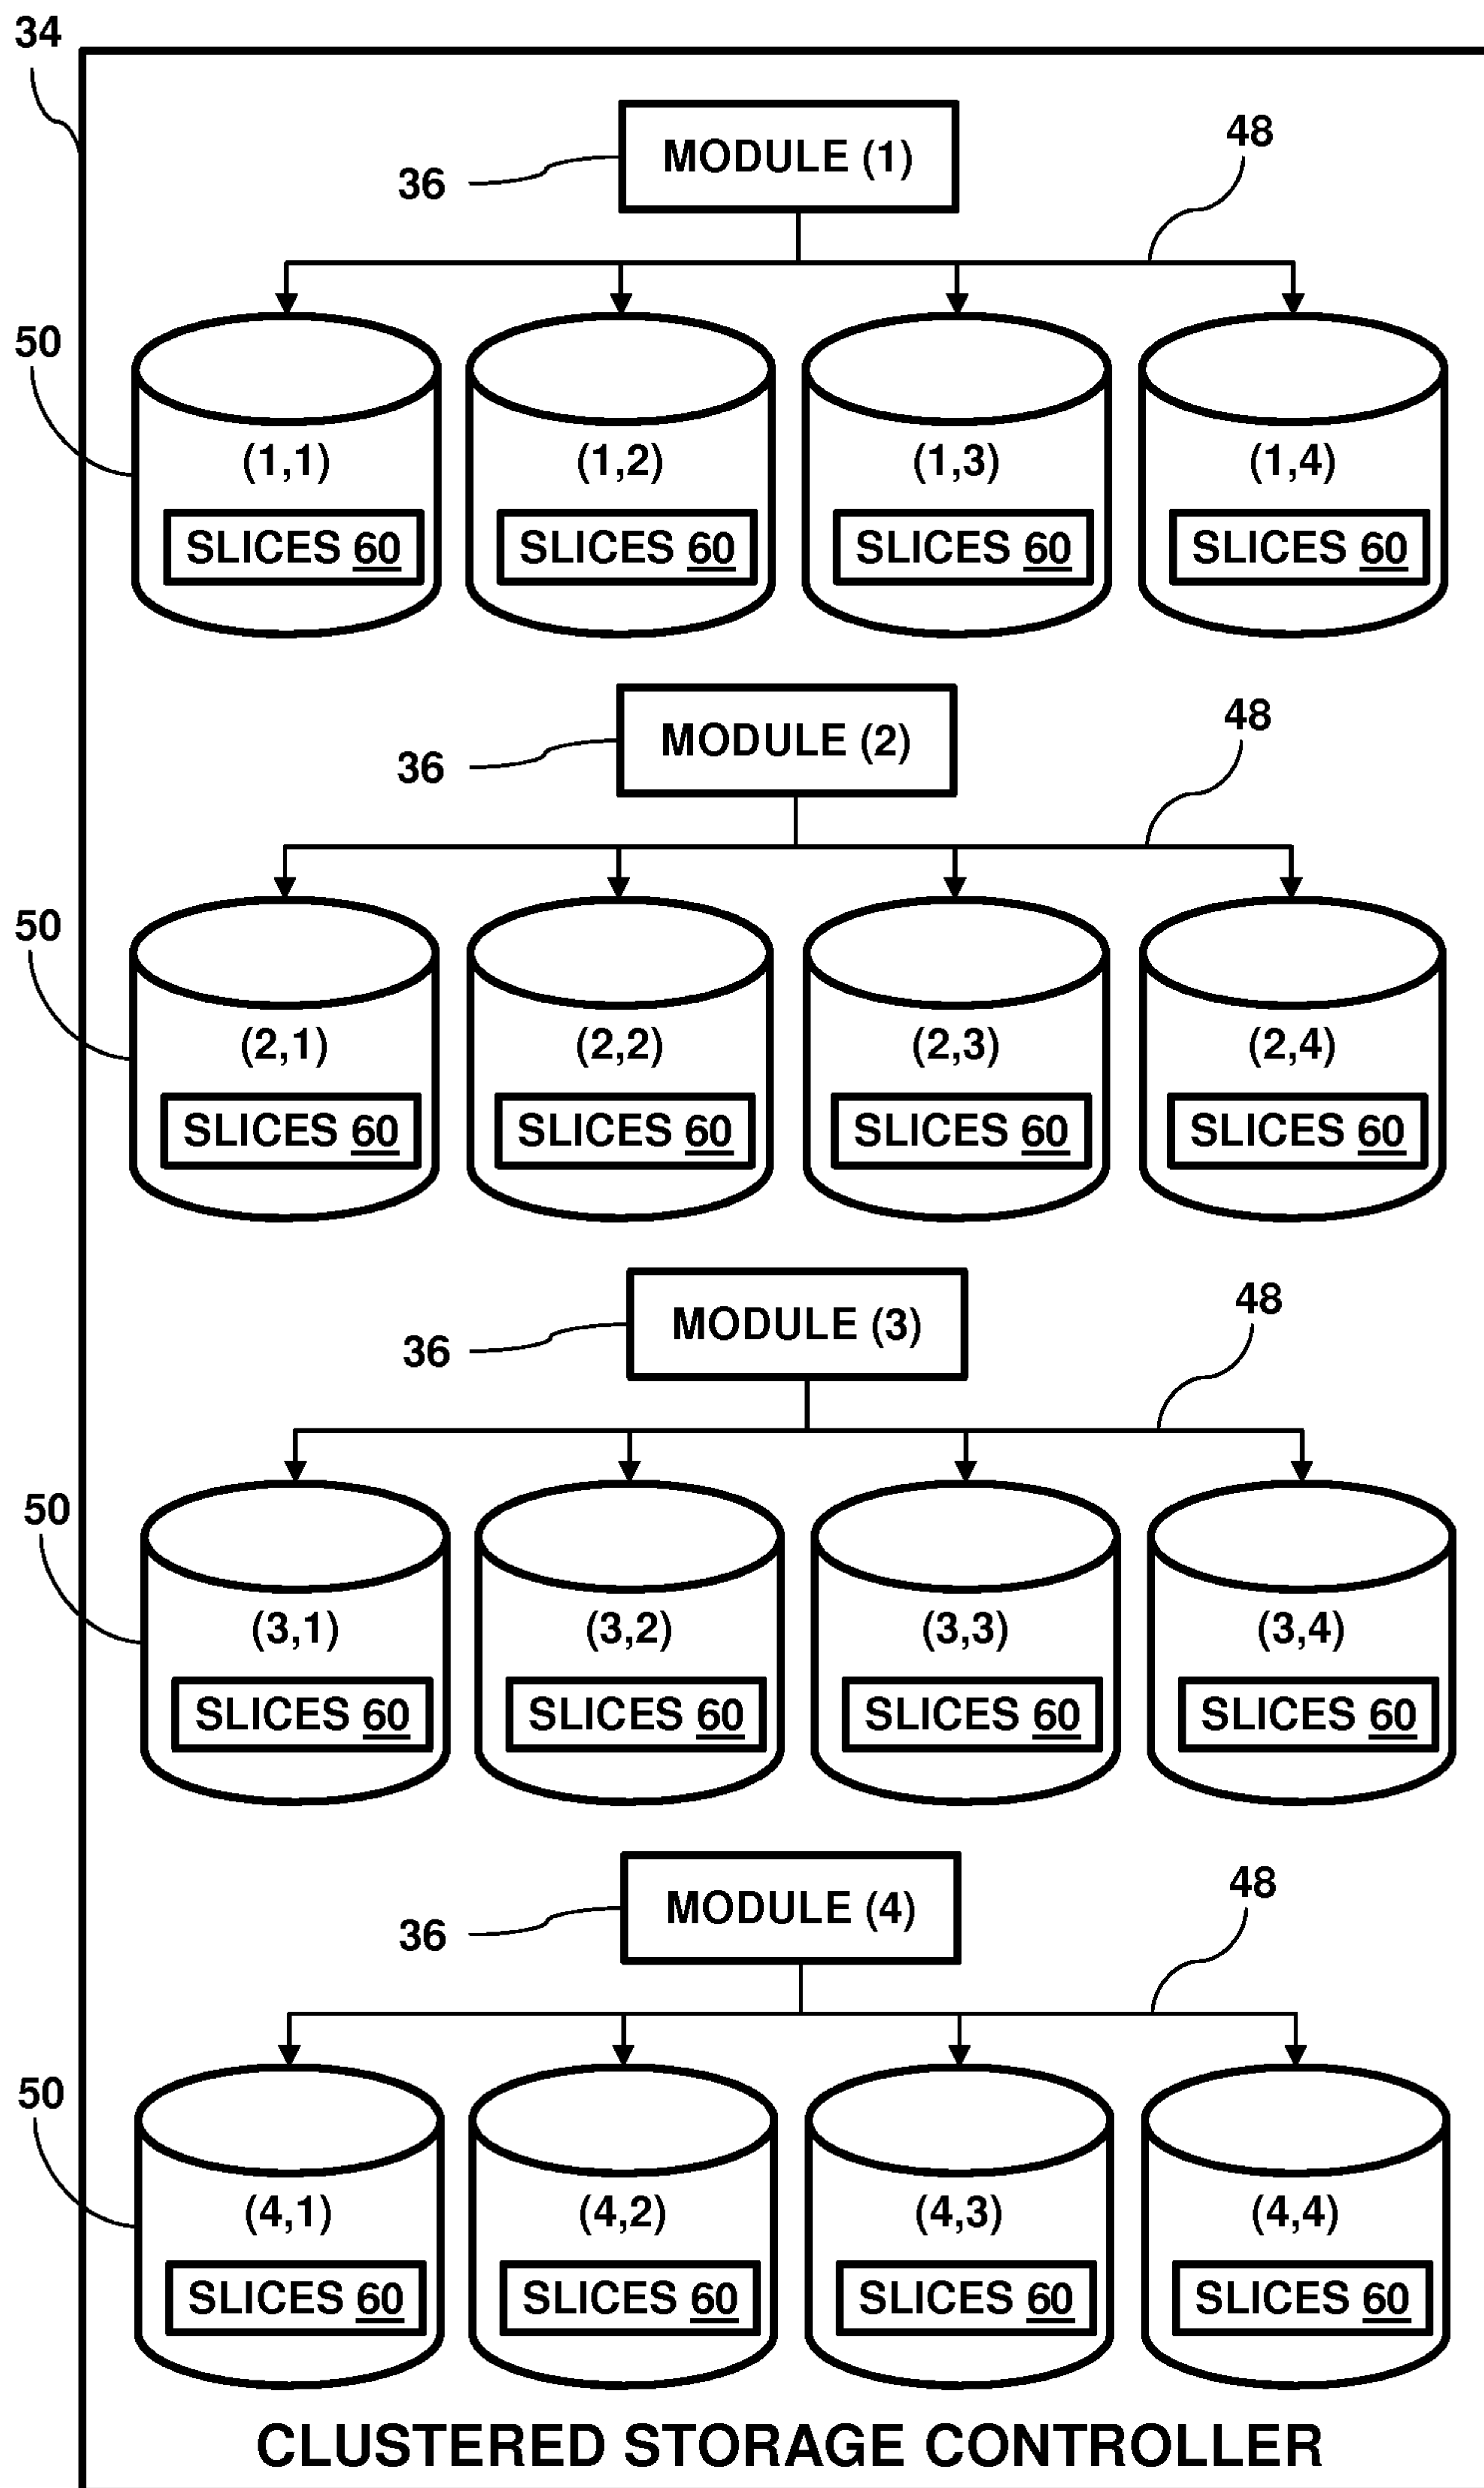 34
MODULE (1)
48
36
50
(1,1) (1,2) (1,3) (1,4)
SLICES 60 SLICES 60 SLICES 60 SLICES 60
MODULE (2)
48
36
50
(2,1) (2,2) (2,3) (2,4)
SLICES 60 SLICES 60 SLICES 60 SLICES 60
MODULE (3)
48
36
50
(3,1) (3,2) (3,3) (3,4)
SLICES 60 SLICES 60 SLICES 60 SLICES 60
MODULE (4)
48
36
50
(4,1) (4,2) (4,3) (4,4)
SLICES 60 SLICES 60 SLICES 60 SLICES 60
CLUSTERED STORAGE CONTROLLER